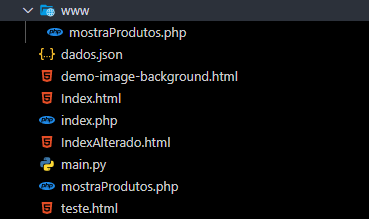 www
mostraProdutos.php
dados.json
demo-image-background.html
Index.html
index.php
IndexAlterado.html
main.py
mostraProdutos.php
teste.html